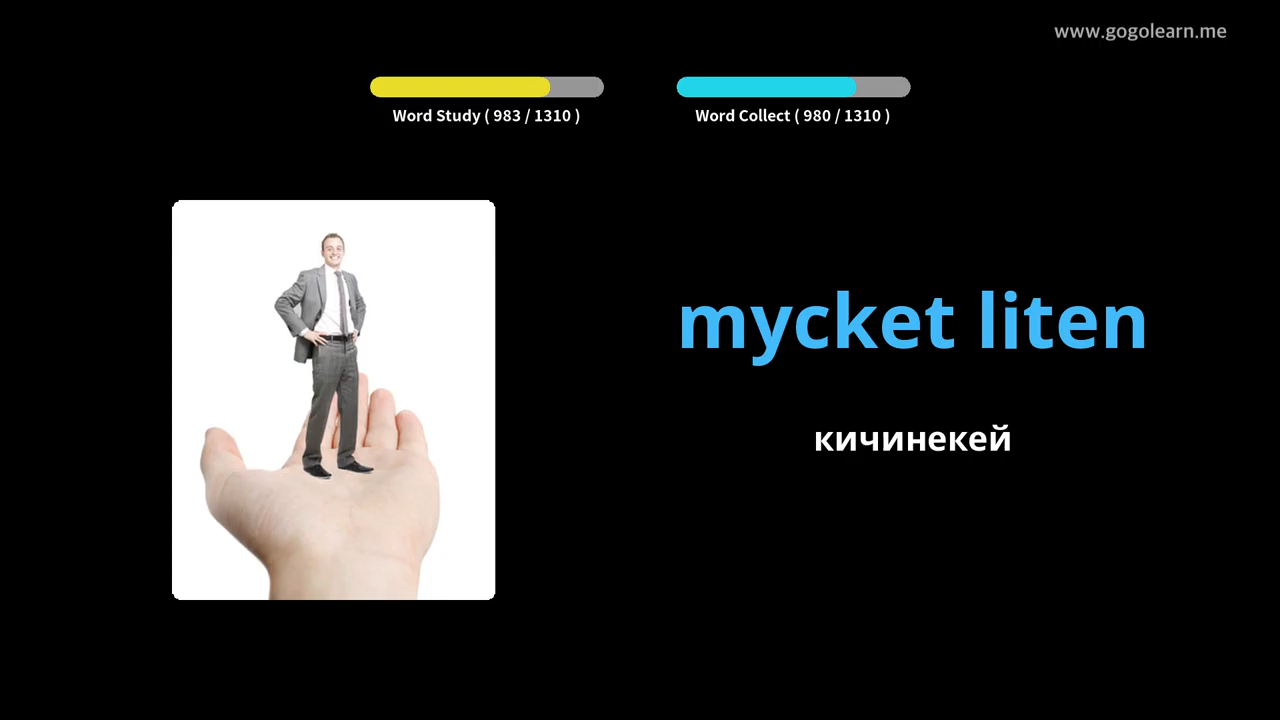 www.gogolearn.me
Word Study ( 983 / 1310 )
Word Collect ( 980 / 1310 )
mycket liten
кичинекей